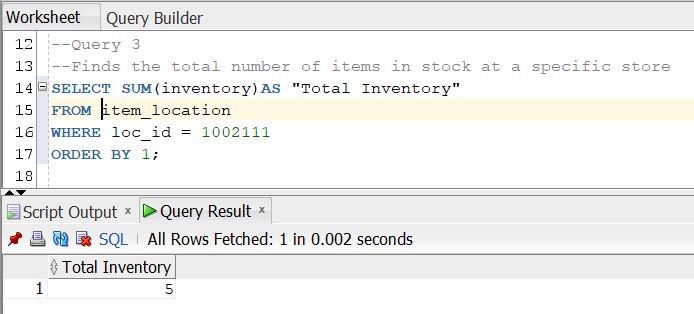 Worksheet Query Builder
12 --Query 3
13 --Finds the total number of items in stock at a specific store
14 SELECT SUM(inventory)AS "Total Inventory"
15 FROM item_location
16 WHERE loc_id = 1002111
17 ORDER BY 1;
18
Script Output x Query Result x
SQL All Rows Fetched: 1 in 0.002 seconds
Total Inventory
1 5